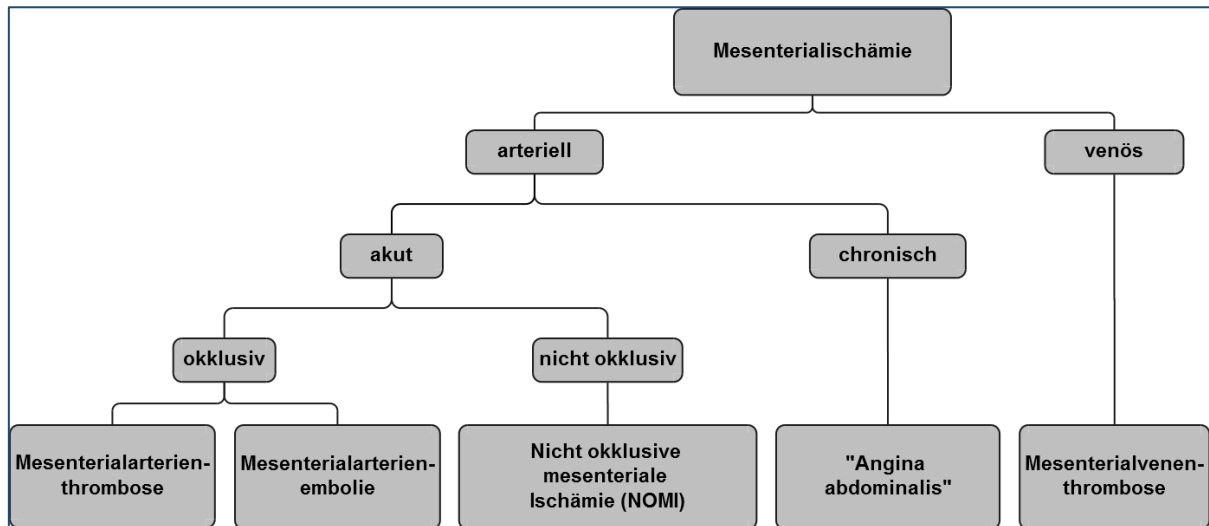 Mesenterialischämie
arteriell
venös
akut
chronisch
okklusiv
nicht okklusiv
Mesenterialarterien-
thrombose
Mesenterialarterien-
embolie
Nicht okklusive
mesenteriale
Ischämie (NOMI)
"Angina
abdominalis"
Mesenterialvenen-
thrombose